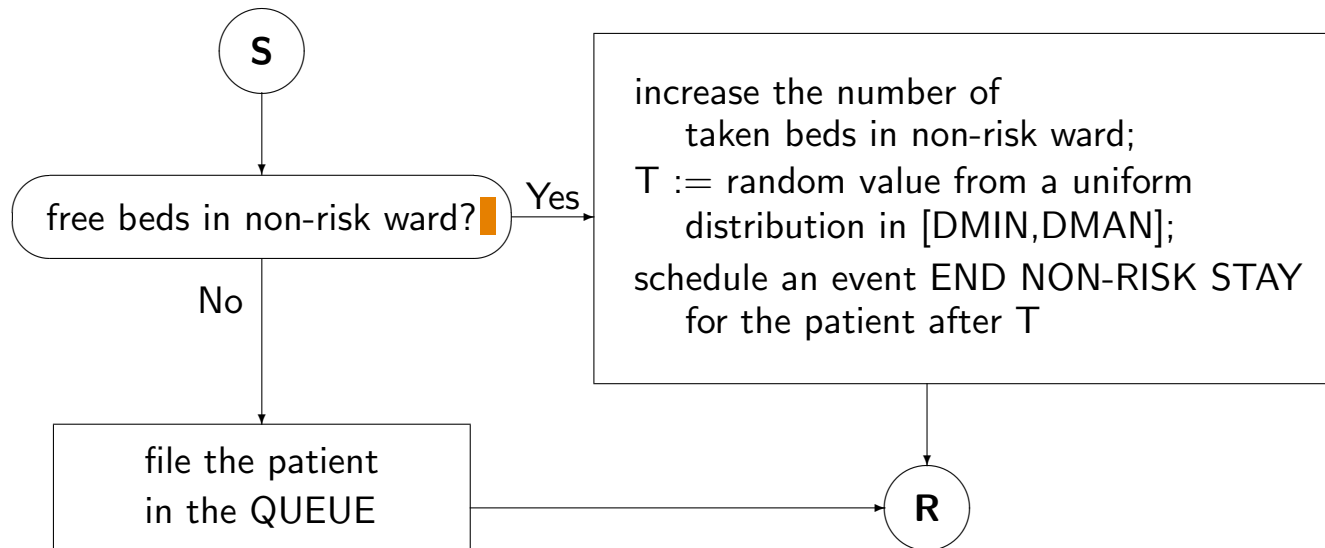 S
free beds in non-risk ward?
Yes
No
increase the number of
taken beds in non-risk ward;
T := random value from a uniform
distribution in [DMIN,DMAN];
schedule an event END NON-RISK STAY
for the patient after T
file the patient
in the QUEUE
R